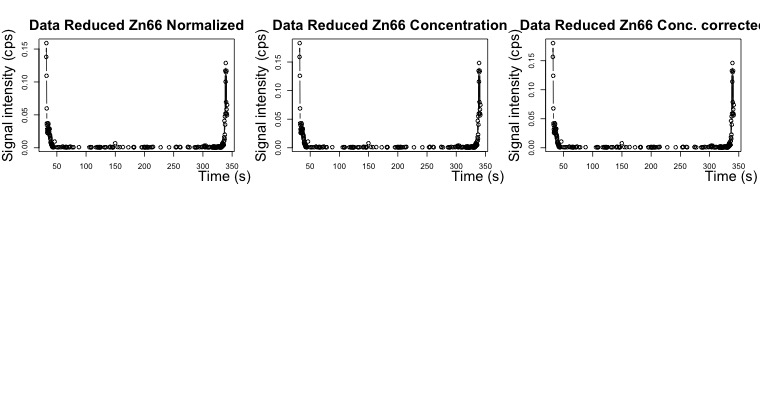 Data Reduced Zn66 Normalized
Signal intensity (cps)
0.00 0.05 0.10 0.15
50 100 150 200 250 300 350
Time (s)
Data Reduced Zn66 Concentration
Signal intensity (cps)
0.00 0.05 0.10 0.15
50 100 150 200 250 300 350
Time (s)
Data Reduced Zn66 Conc. corrected
Signal intensity (cps)
0.00 0.05 0.10 0.15
50 100 150 200 250 300 350
Time (s)